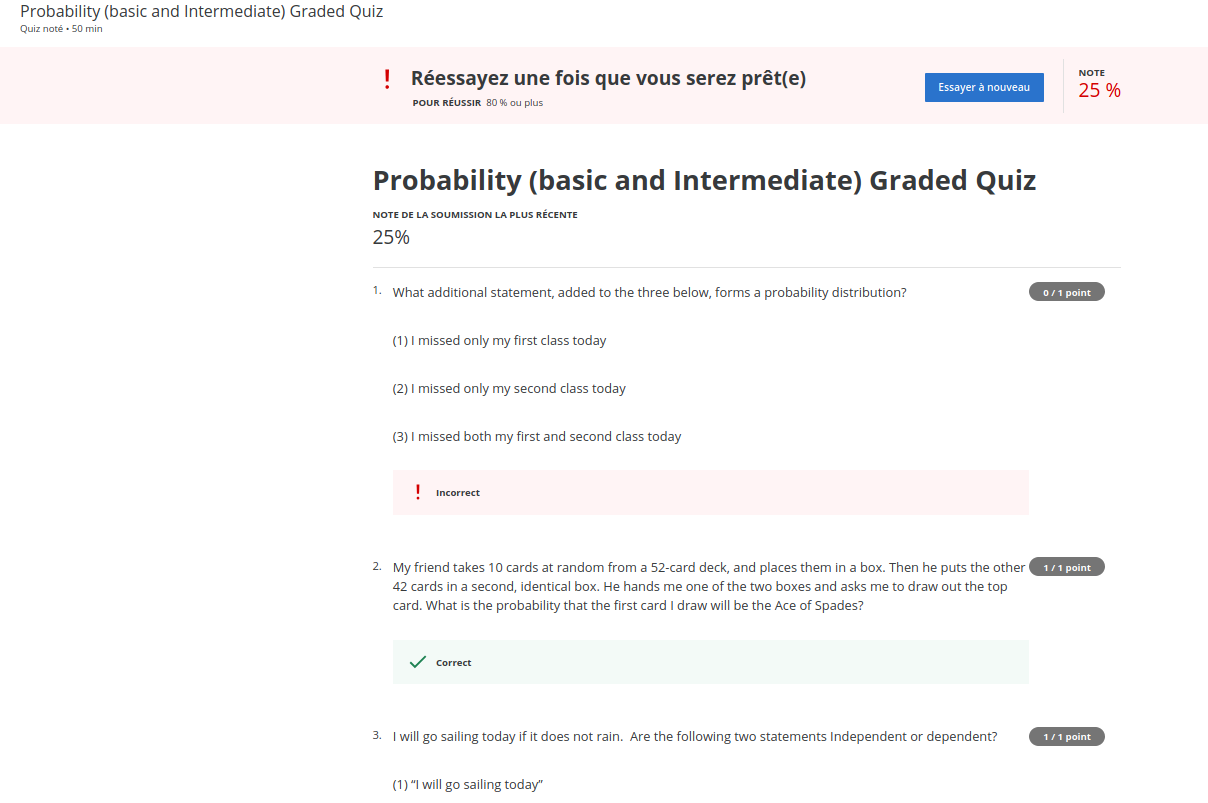 Probability (basic and Intermediate) Graded Quiz
Quiz noté • 50 min
Réessayez une fois que vous serez prêt(e)
POUR RÉUSSIR 80 % ou plus
Essayer à nouveau
NOTE
25 %
Probability (basic and Intermediate) Graded Quiz
NOTE DE LA SOUMISSION LA PLUS RÉCENTE
25%
1. What additional statement, added to the three below, forms a probability distribution?
0 / 1 point
(1) I missed only my first class today
(2) I missed only my second class today
(3) I missed both my first and second class today
Incorrect
2. My friend takes 10 cards at random from a 52-card deck, and places them in a box. Then he puts the other
1 / 1 point
42 cards in a second, identical box. He hands me one of the two boxes and asks me to draw out the top
card. What is the probability that the first card I draw will be the Ace of Spades?
Correct
3. I will go sailing today if it does not rain. Are the following two statements Independent or dependent?
1 / 1 point
(1) “I will go sailing today”